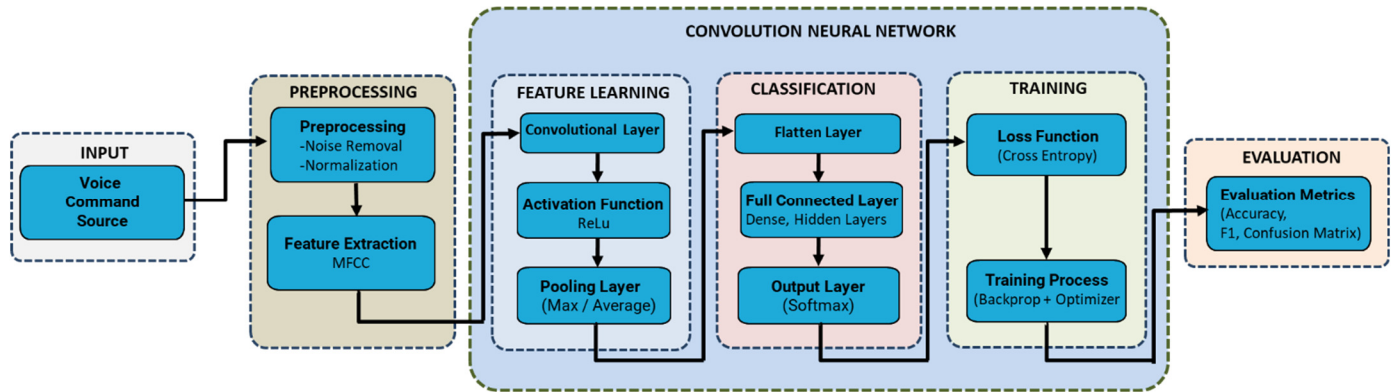 CONVOLUTION NEURAL NETWORK
INPUT
Voice
Command
Source
PREPROCESSING
Preprocessing
-Noise Removal
-Normalization
Feature Extraction
MFCC
FEATURE LEARNING
Convolutional Layer
Activation Function
ReLu
Pooling Layer
(Max / Average)
CLASSIFICATION
Flatten Layer
Full Connected Layer
Dense, Hidden Layers
Output Layer
(Softmax)
TRAINING
Loss Function
(Cross Entropy)
Training Process
(Backprop + Optimizer
EVALUATION
Evaluation Metrics
(Accuracy,
F1, Confusion Matrix)